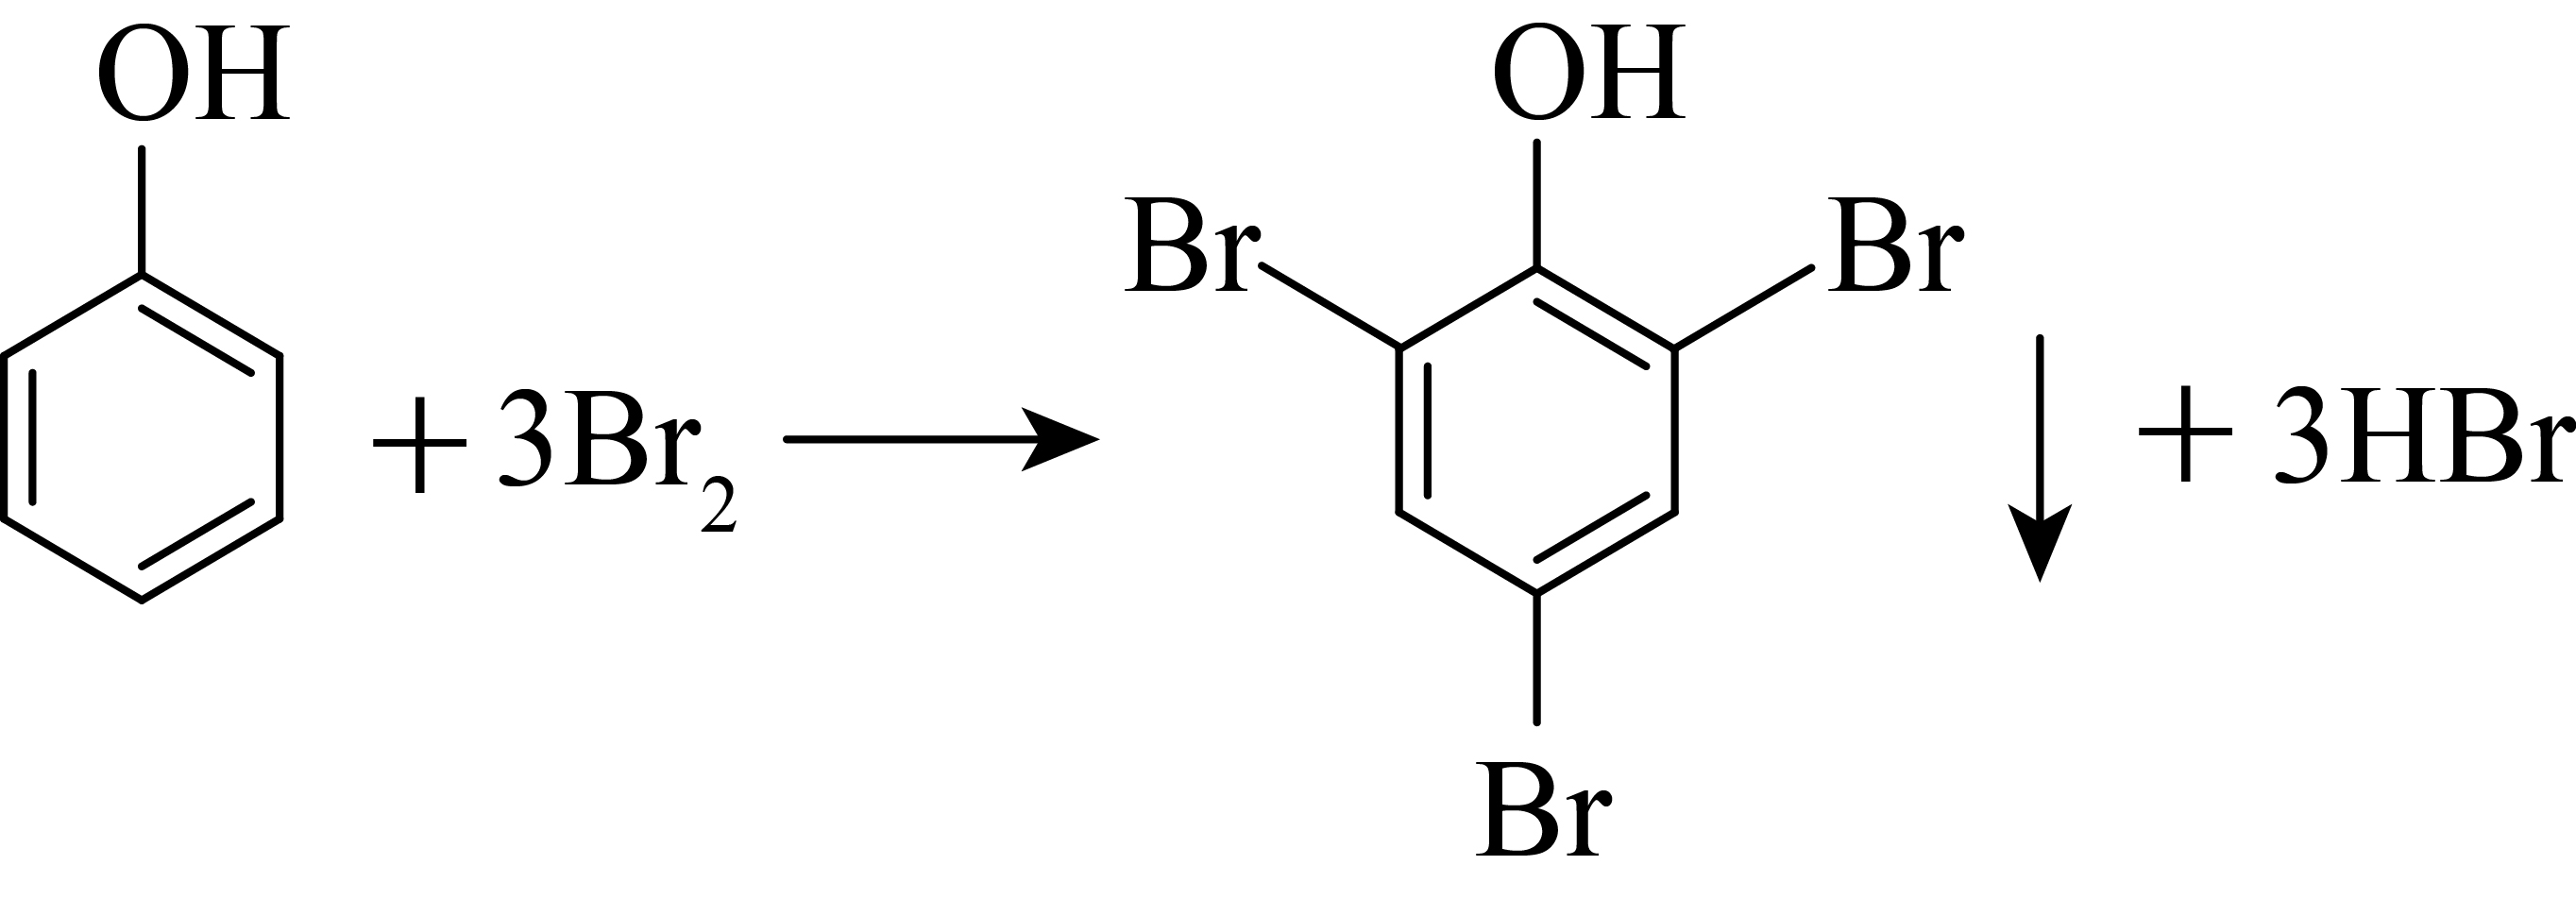 OH OH
Br Br
+ 3Br₂ + 3HBr
Br